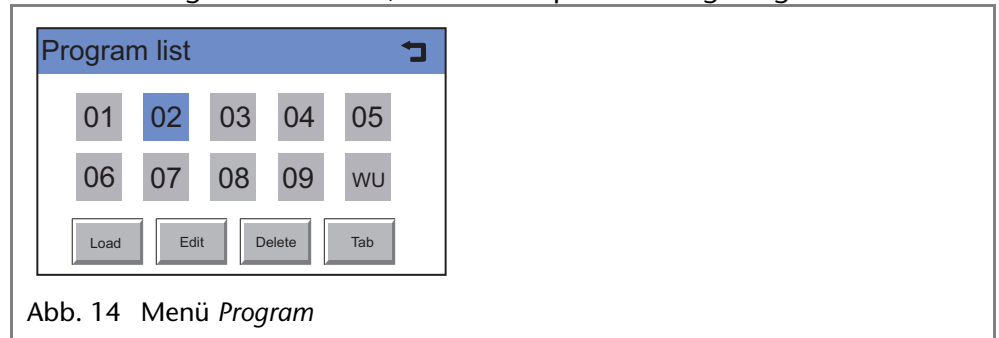 Program list
01 02 03 04 05
06 07 08 09 WU
Load Edit Delete Tab
Abb. 14 Menü Program